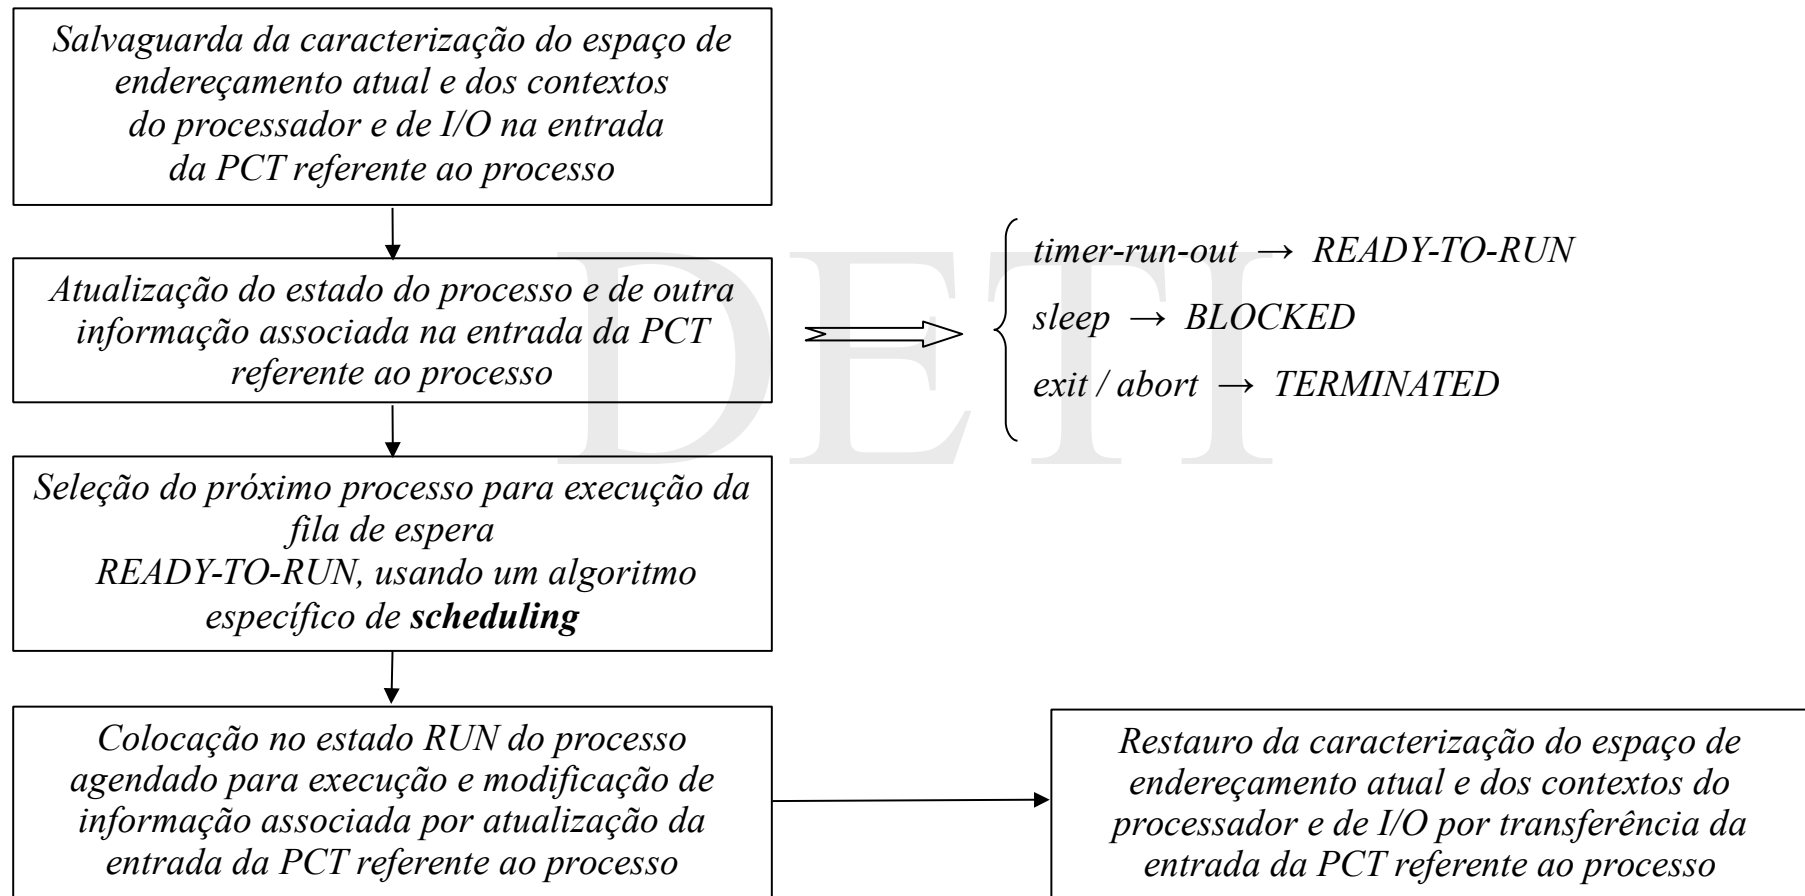 Salvaguarda da caracterização do espaço de
endereçamento atual e dos contextos
do processador e de I/O na entrada
da PCT referente ao processo
Atualização do estado do processo e de outra
informação associada na entrada da PCT
referente ao processo
timer-run-out → READY-TO-RUN
sleep → BLOCKED
exit / abort → TERMINATED
DETI
Seleção do próximo processo para execução da
fila de espera
READY-TO-RUN, usando um algoritmo
específico de scheduling
Colocação no estado RUN do processo
agendado para execução e modificação de
informação associada por atualização da
entrada da PCT referente ao processo
Restauro da caracterização do espaço de
endereçamento atual e dos contextos do
processador e de I/O por transferência da
entrada da PCT referente ao processo